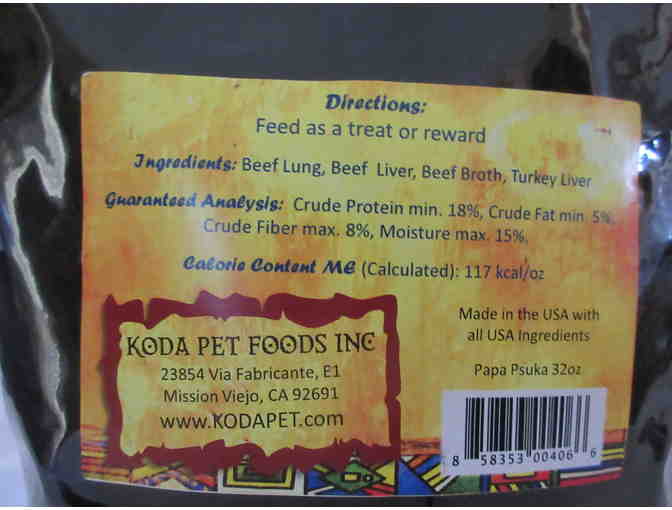 Directions:
Feed as a treat or reward
Ingredients: Beef Lung, Beef Liver, Beef Broth, Turkey Liver
Guaranteed Analysis: Crude Protein min. 18%, Crude Fat min. 5%,
Crude Fiber max. 8%, Moisture max. 15%,
Calorie Content ME (Calculated): 117 kcal/oz
KODA PET FOODS INC
23854 Via Fabricante, E1
Mission Viejo, CA 92691
www.KODAPET.com
Made in the USA with
all USA Ingredients
Papa Psuka 32oz
8 58353 00406 6